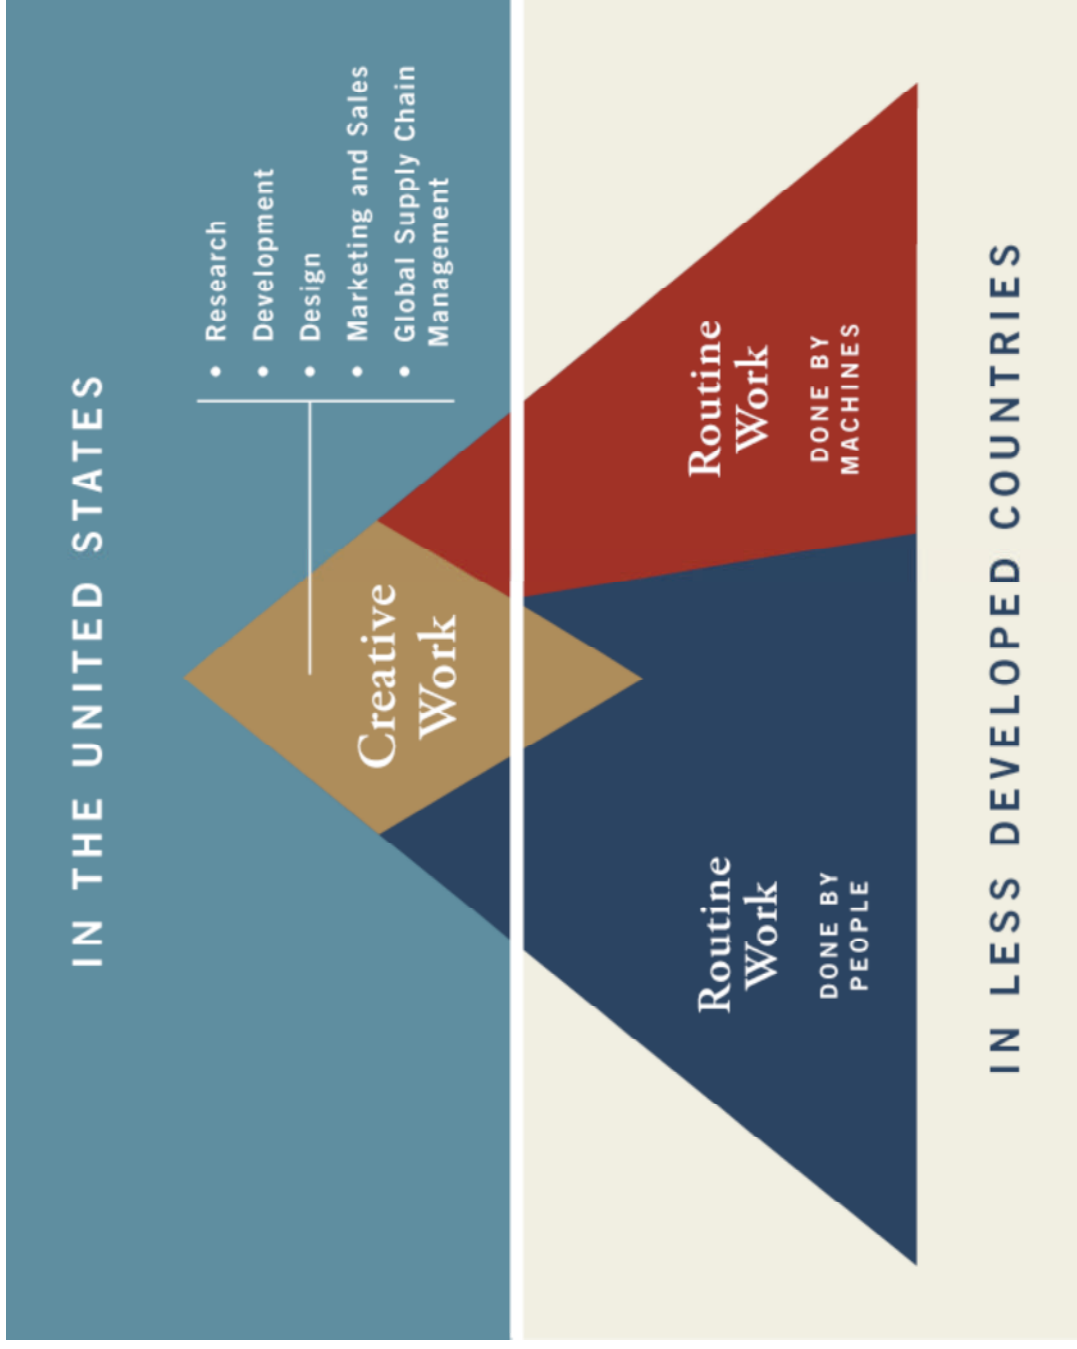 IN THE UNITED STATES
• Research
• Development
• Design
• Marketing and Sales
• Global Supply Chain
Management
Creative
Work
Routine
Work
DONE BY
PEOPLE
Routine
Work
DONE BY
MACHINES
IN LESS DEVELOPED COUNTRIES